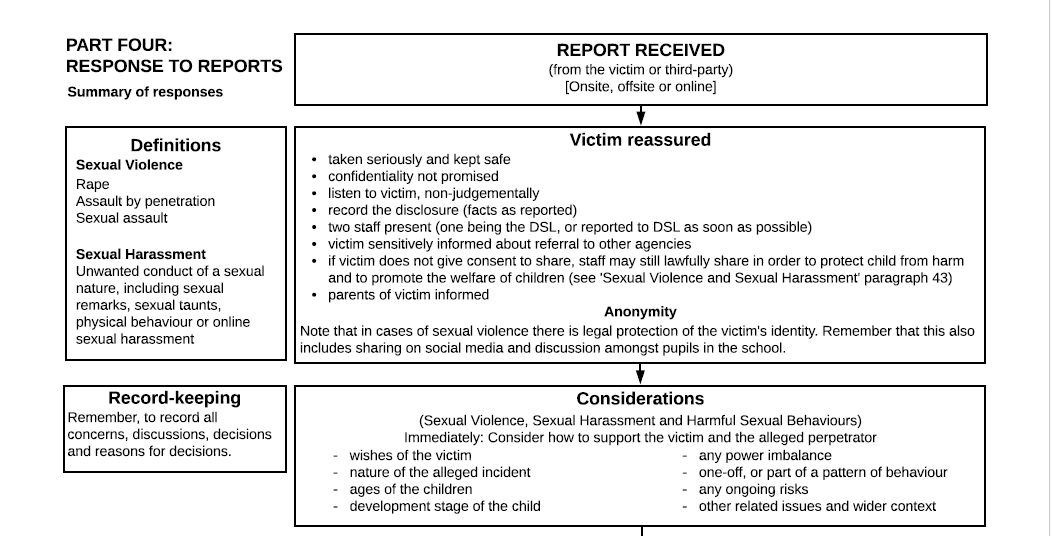 PART FOUR:
RESPONSE TO REPORTS
Summary of responses
REPORT RECEIVED
(from the victim or third-party)
[Onsite, offsite or online]
Definitions
Sexual Violence
Rape
Assault by penetration
Sexual assault
Sexual Harassment
Unwanted conduct of a sexual
nature, including sexual
remarks, sexual taunts,
physical behaviour or online
sexual harassment
Victim reassured
• taken seriously and kept safe
• confidentiality not promised
• listen to victim, non-judgementally
• record the disclosure (facts as reported)
• two staff present (one being the DSL, or reported to DSL as soon as possible)
• victim sensitively informed about referral to other agencies
• if victim does not give consent to share, staff may still lawfully share in order to protect child from harm
and to promote the welfare of children (see 'Sexual Violence and Sexual Harassment' paragraph 43)
• parents of victim informed
Anonymity
Note that in cases of sexual violence there is legal protection of the victim's identity. Remember that this also
includes sharing on social media and discussion amongst pupils in the school.
Record-keeping
Remember, to record all
concerns, discussions, decisions
and reasons for decisions.
Considerations
(Sexual Violence, Sexual Harassment and Harmful Sexual Behaviours)
Immediately: Consider how to support the victim and the alleged perpetrator
- wishes of the victim
- nature of the alleged incident
- ages of the children
- development stage of the child
- any power imbalance
- one-off, or part of a pattern of behaviour
- any ongoing risks
- other related issues and wider context